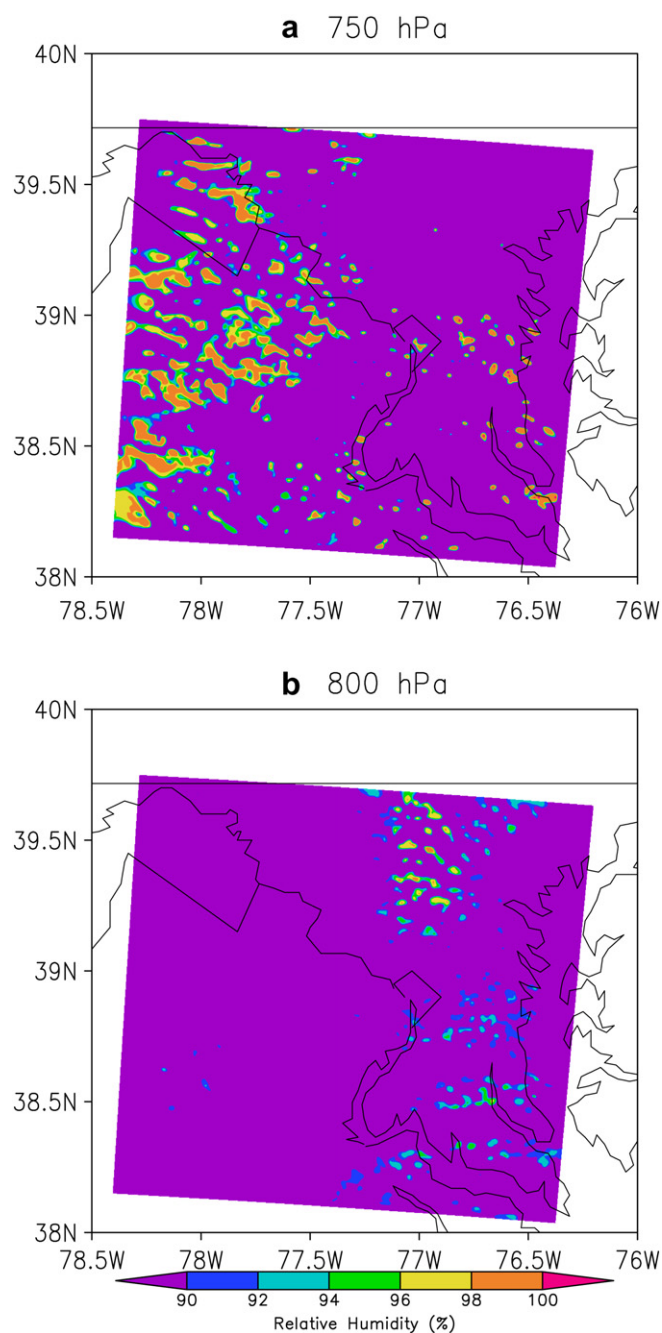 a 750 hPa
40N
39.5N
39N
38.5N
38N
78.5W 78W 77.5W 77W 76.5W 76W
b 800 hPa
40N
39.5N
39N
38.5N
38N
78.5W 78W 77.5W 77W 76.5W 76W
90 92 94 96 98 100
Relative Humidity (%)